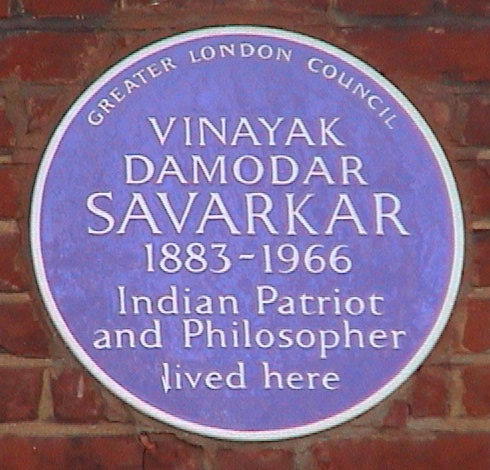 GREATER LONDON COUNCIL
VINAYAK
DAMODAR
SAVARKAR
1883-1966
Indian Patriot
and Philosopher
lived here